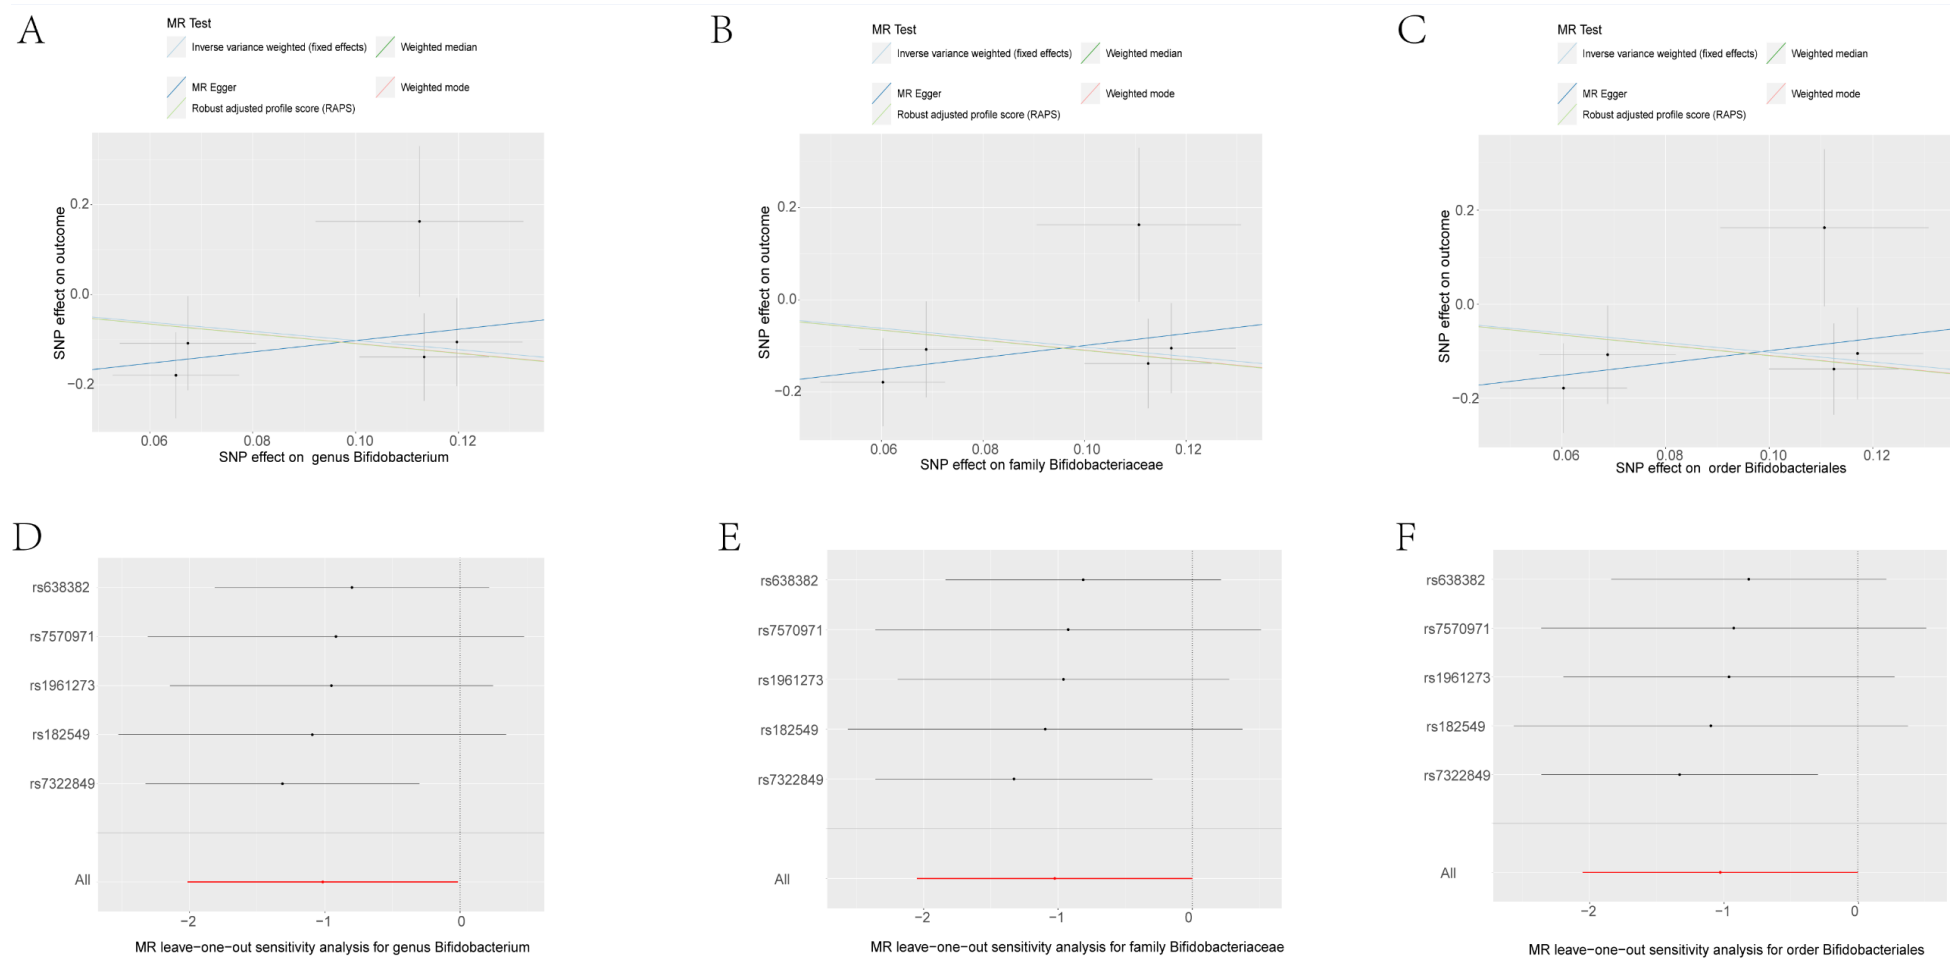 A
MR Test
Inverse variance weighted (fixed effects)
Weighted median
MR Egger
Weighted mode
Robust adjusted profile score (RAPS)
SNP effect on outcome
0.2
0.0
−0.2
0.06
0.08
0.10
0.12
SNP effect on genus Bifidobacterium
B
MR Test
Inverse variance weighted (fixed effects)
Weighted median
MR Egger
Weighted mode
Robust adjusted profile score (RAPS)
SNP effect on outcome
0.2
0.0
−0.2
0.06
0.08
0.10
0.12
SNP effect on family Bifidobacteriaceae
C
MR Test
Inverse variance weighted (fixed effects)
Weighted median
MR Egger
Weighted mode
Robust adjusted profile score (RAPS)
SNP effect on outcome
0.2
0.0
−0.2
0.06
0.08
0.10
0.12
SNP effect on order Bifidobacteriales
D
rs638382
rs7570971
rs1961273
rs182549
rs7322849
All
−2
−1
0
MR leave−one−out sensitivity analysis for genus Bifidobacterium
E
rs638382
rs7570971
rs1961273
rs182549
rs7322849
All
−2
−1
0
MR leave−one−out sensitivity analysis for family Bifidobacteriaceae
F
rs638382
rs7570971
rs1961273
rs182549
rs7322849
All
−2
−1
0
MR leave−one−out sensitivity analysis for order Bifidobacteriales